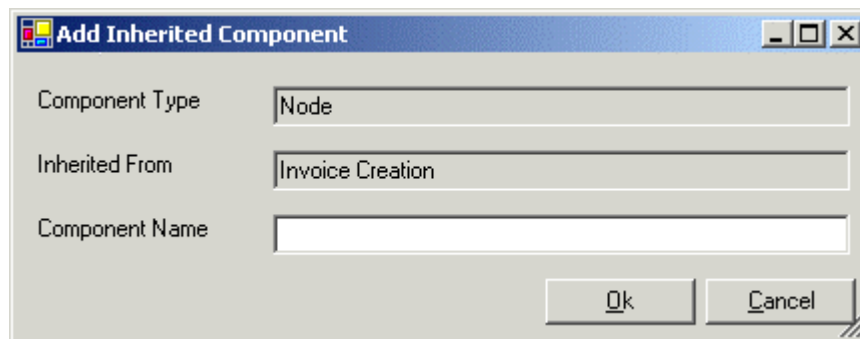 Add Inherited Component
Component Type Node
Inherited From Invoice Creation
Component Name
Ok Cancel